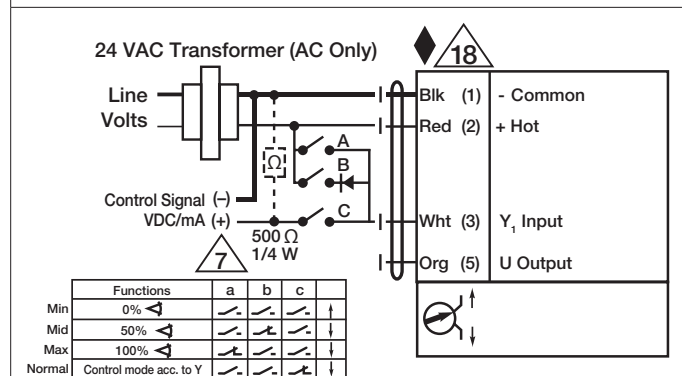 24 VAC Transformer (AC Only)
18
Line
Volts
Blk (1) - Common
Red (2) + Hot
A
Ω
B
Control Signal (–)
VDC/mA (+)
C
Wht (3) Y₁ Input
500 Ω
1/4 W
7
Org (5) U Output
Functions a b c
Min 0%
Mid 50%
Max 100%
Normal Control mode acc. to Y